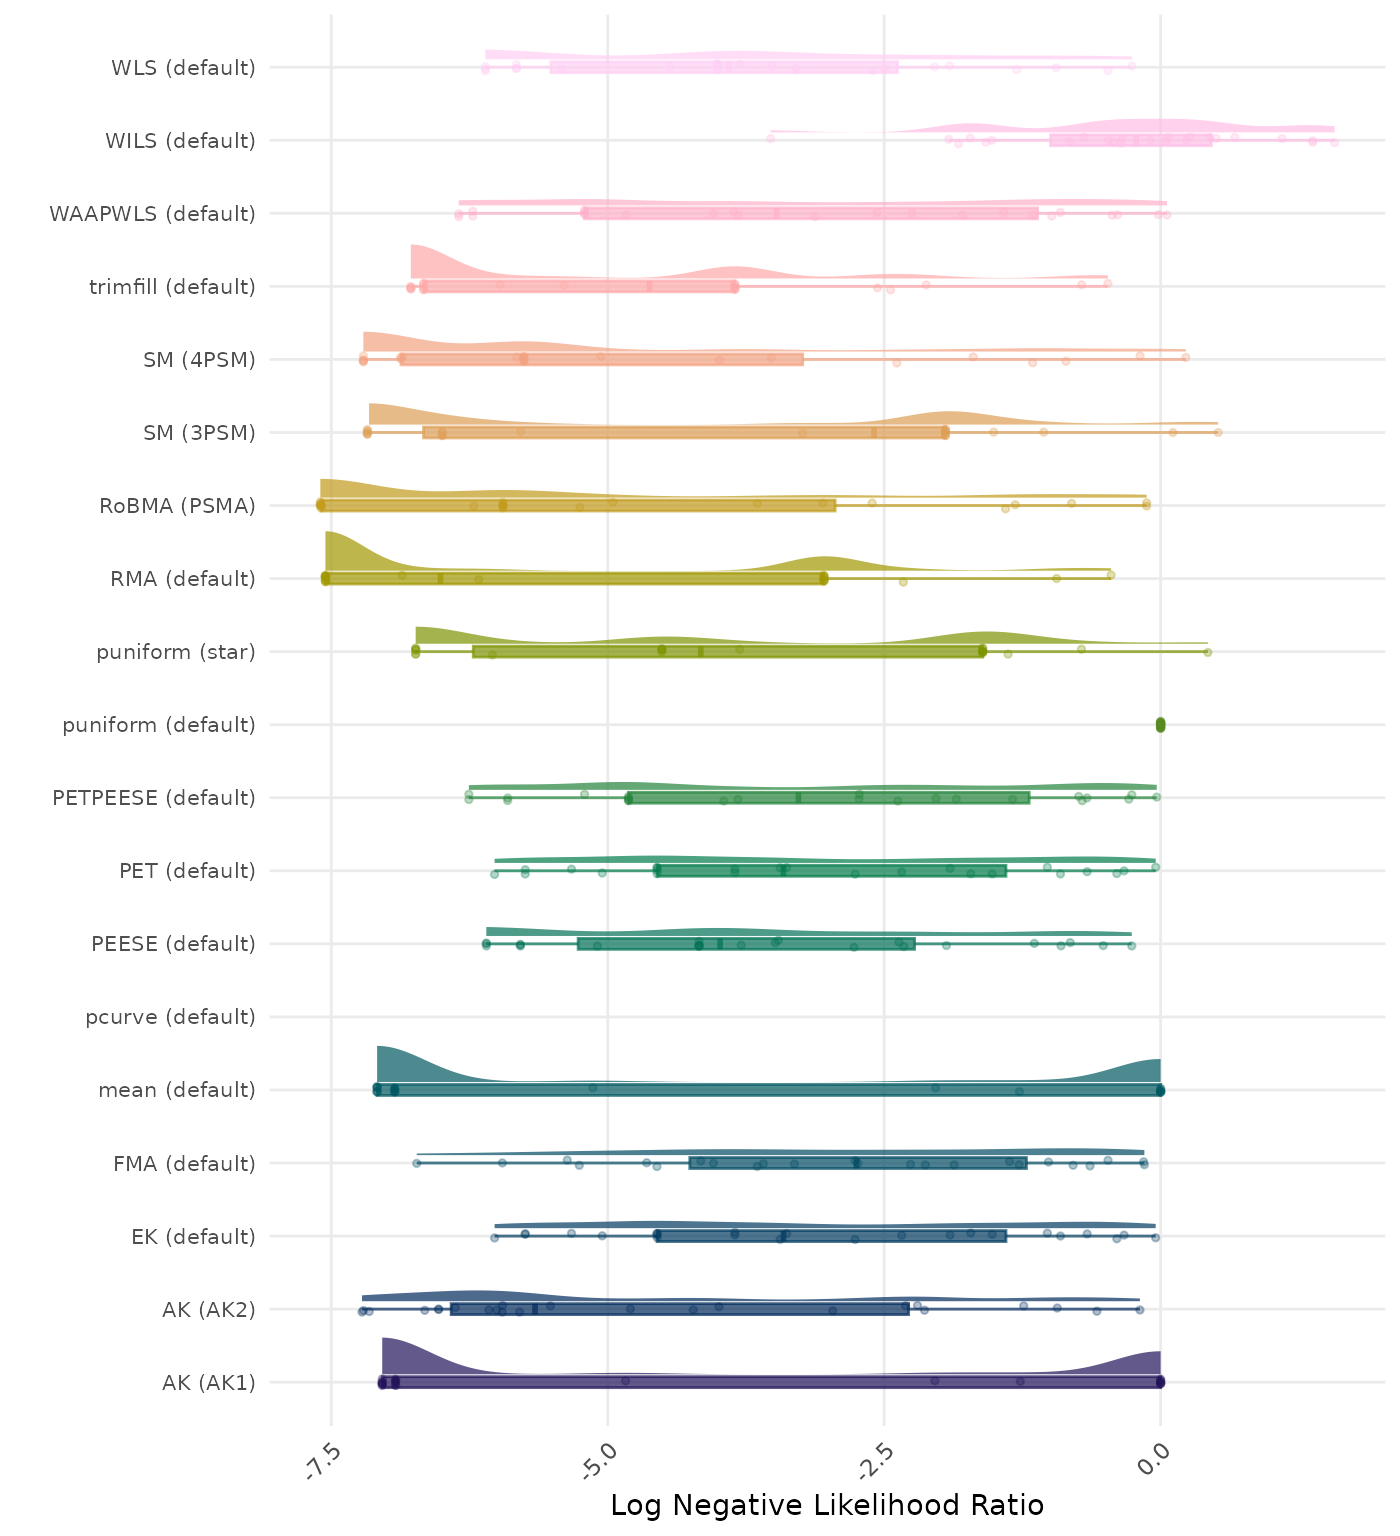 WLS (default)
WILS (default)
WAAPWLS (default)
trimfill (default)
SM (4PSM)
SM (3PSM)
RoBMA (PSMA)
RMA (default)
puniform (star)
puniform (default)
PETPEESE (default)
PET (default)
PEESE (default)
pcurve (default)
mean (default)
FMA (default)
EK (default)
AK (AK2)
AK (AK1)
-7.5 -5.0 -2.5 0.0
Log Negative Likelihood Ratio